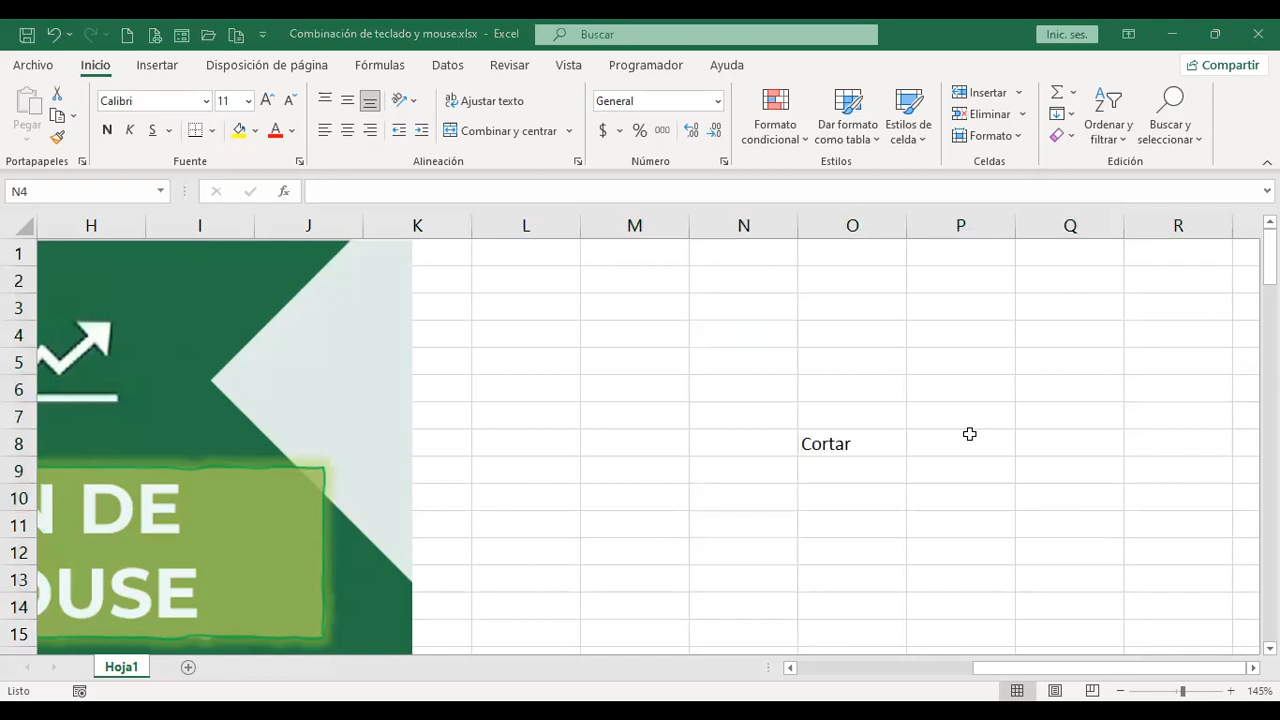 Combinación de teclado y mouse.xlsx - Excel
Buscar
Inic. ses.
Archivo
Inicio
Insertar
Disposición de página
Fórmulas
Datos
Revisar
Vista
Programador
Ayuda
Compartir
Pegar
Portapapeles
Calibri
11
N K S
Fuente
Ajustar texto
Combinar y centrar
Alineación
General
$ % 000
Número
Formato condicional
Dar formato como tabla
Estilos de celda
Estilos
Insertar
Eliminar
Formato
Celdas
Ordenar y filtrar
Buscar y seleccionar
Edición
N4
fx
H I J K L M N O P Q R
1
2
3
4
5
6
7
8 Cortar
9
10 N DE
11
12
13 OUSE
14
15
Hoja1
Listo
145%